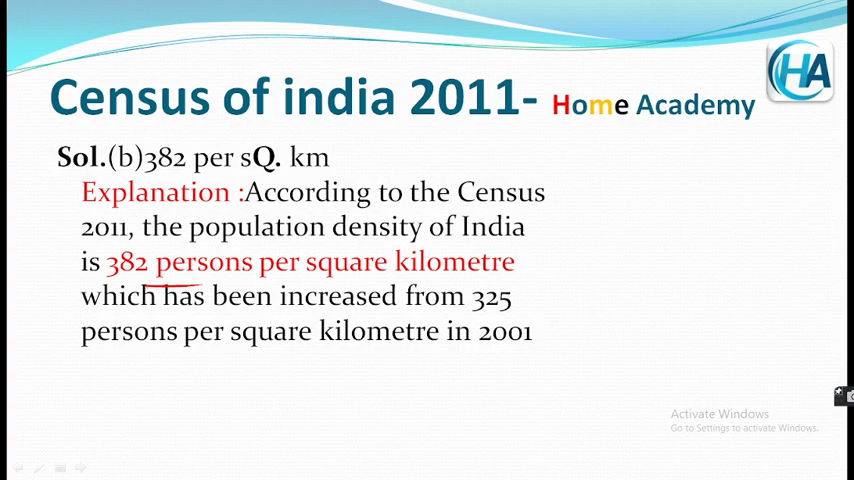 Census of india 2011- Home Academy
HA
Sol.(b)382 per sQ. km
Explanation :According to the Census
2011, the population density of India
is 382 persons per square kilometre
which has been increased from 325
persons per square kilometre in 2001
Activate Windows
Go to Settings to activate Windows.